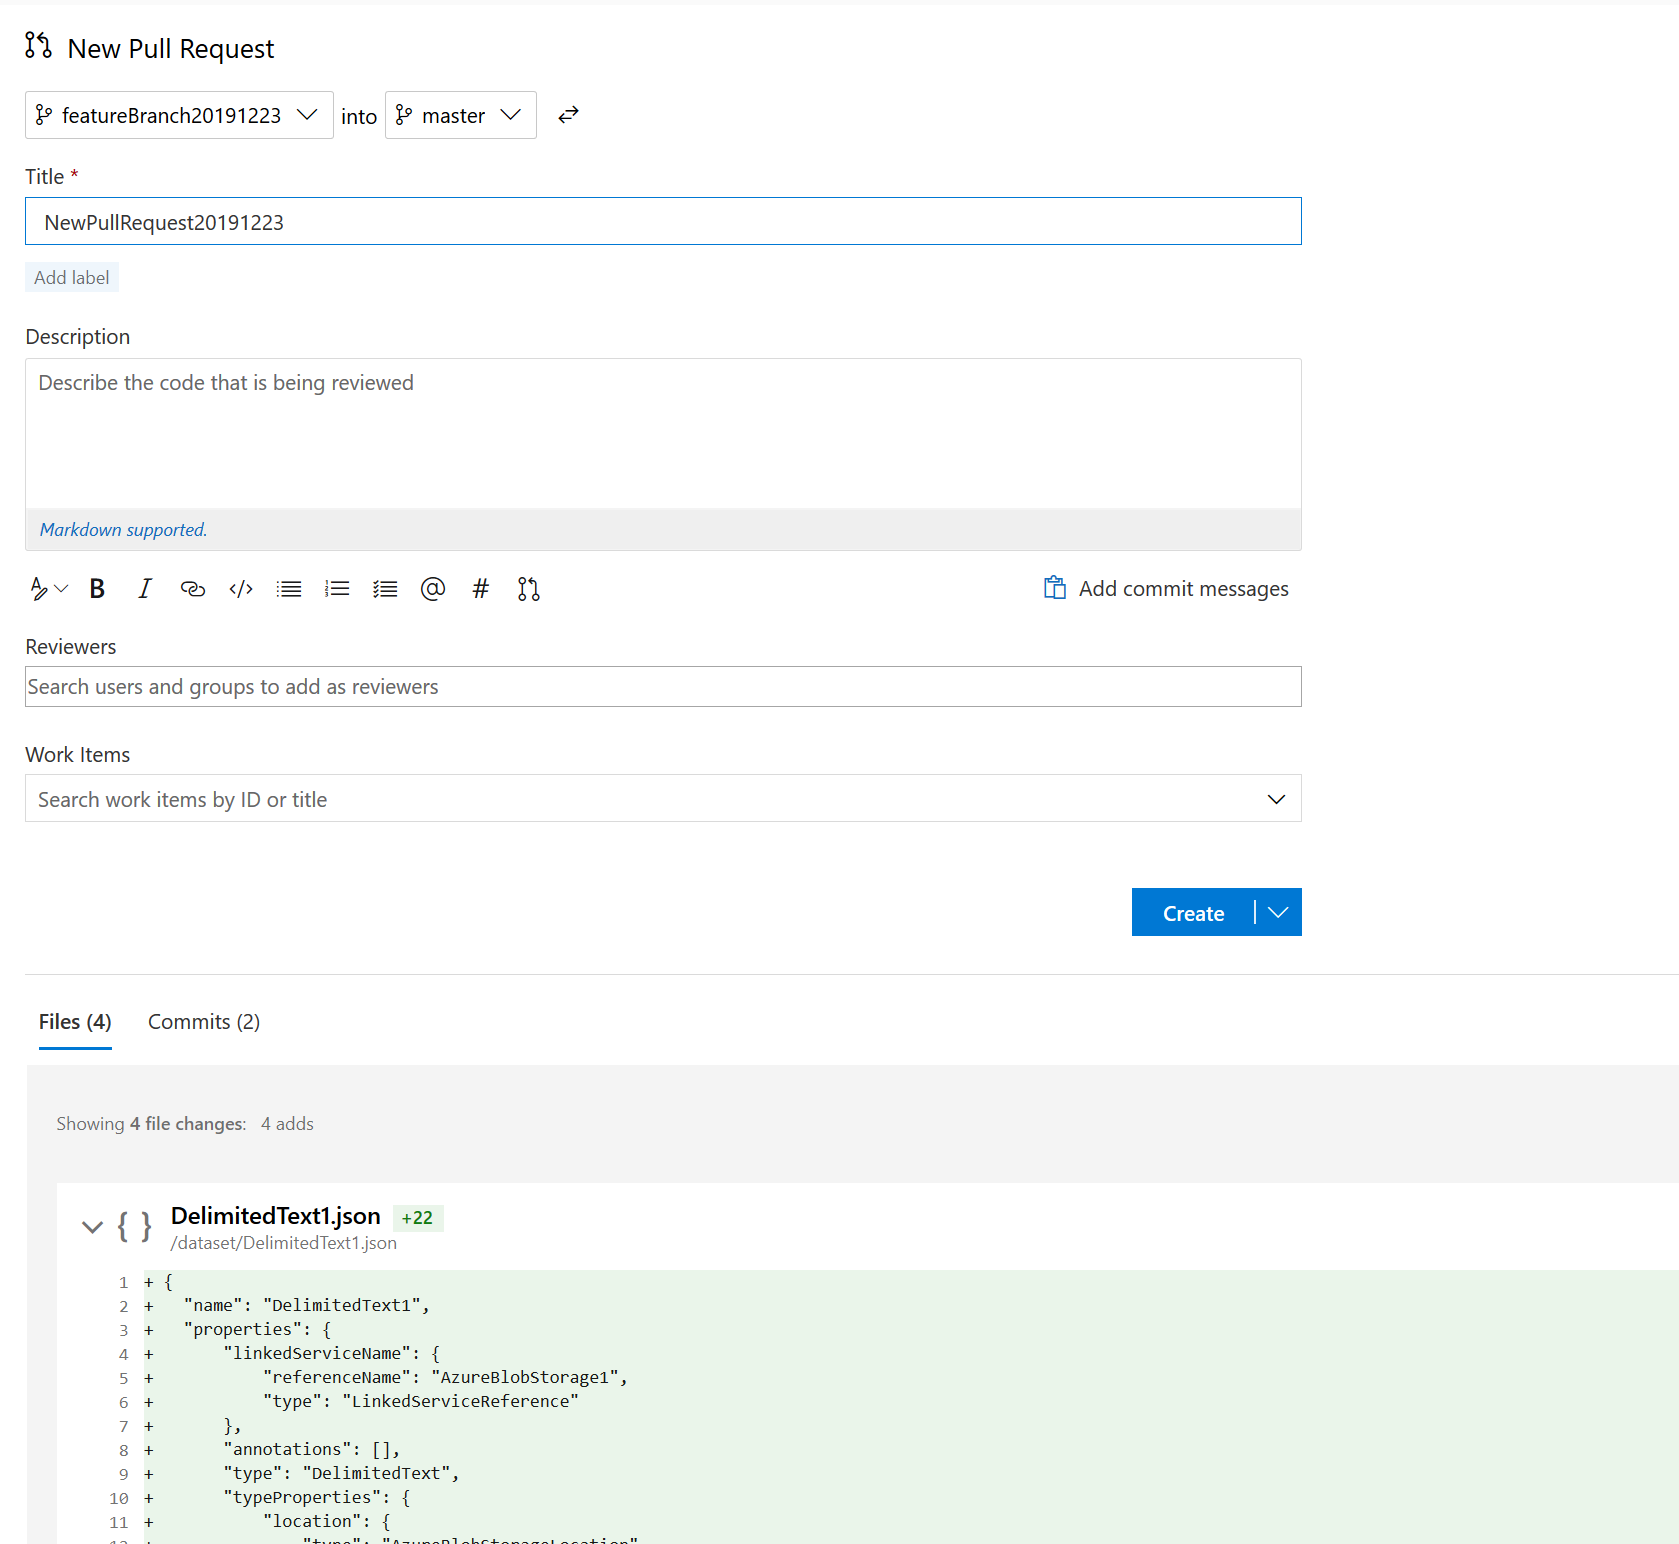 New Pull Request
featureBranch20191223 into master
Title *
NewPullRequest20191223
Add label
Description
Describe the code that is being reviewed
Markdown supported.
B I </> @ # Add commit messages
Reviewers
Search users and groups to add as reviewers
Work Items
Search work items by ID or title
Create
Files (4) Commits (2)
Showing 4 file changes: 4 adds
{ } DelimitedText1.json +22
/dataset/DelimitedText1.json
1 + {
2 + "name": "DelimitedText1",
3 + "properties": {
4 + "linkedServiceName": {
5 + "referenceName": "AzureBlobStorage1",
6 + "type": "LinkedServiceReference"
7 + },
8 + "annotations": [],
9 + "type": "DelimitedText",
10 + "typeProperties": {
11 + "location": {
"type": "AzureBlobStorageLocation"